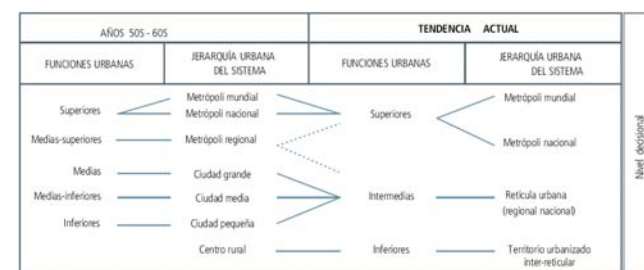 AÑOS 50S - 60S
TENDENCIA ACTUAL
FUNCIONES URBANAS
JERARQUÍA URBANA
DEL SISTEMA
FUNCIONES URBANAS
JERARQUÍA URBANA
DEL SISTEMA
Superiores
Metrópoli mundial
Metrópoli nacional
Superiores
Metrópoli mundial
Medias-superiores
Metrópoli regional
Metrópoli nacional
Medias
Ciudad grande
Medias-inferiores
Ciudad media
Intermedias
Retícula urbana
(regional nacional)
Inferiores
Ciudad pequeña
Centro rural
Inferiores
Territorio urbanizado
inter-reticular
Nivel decisional